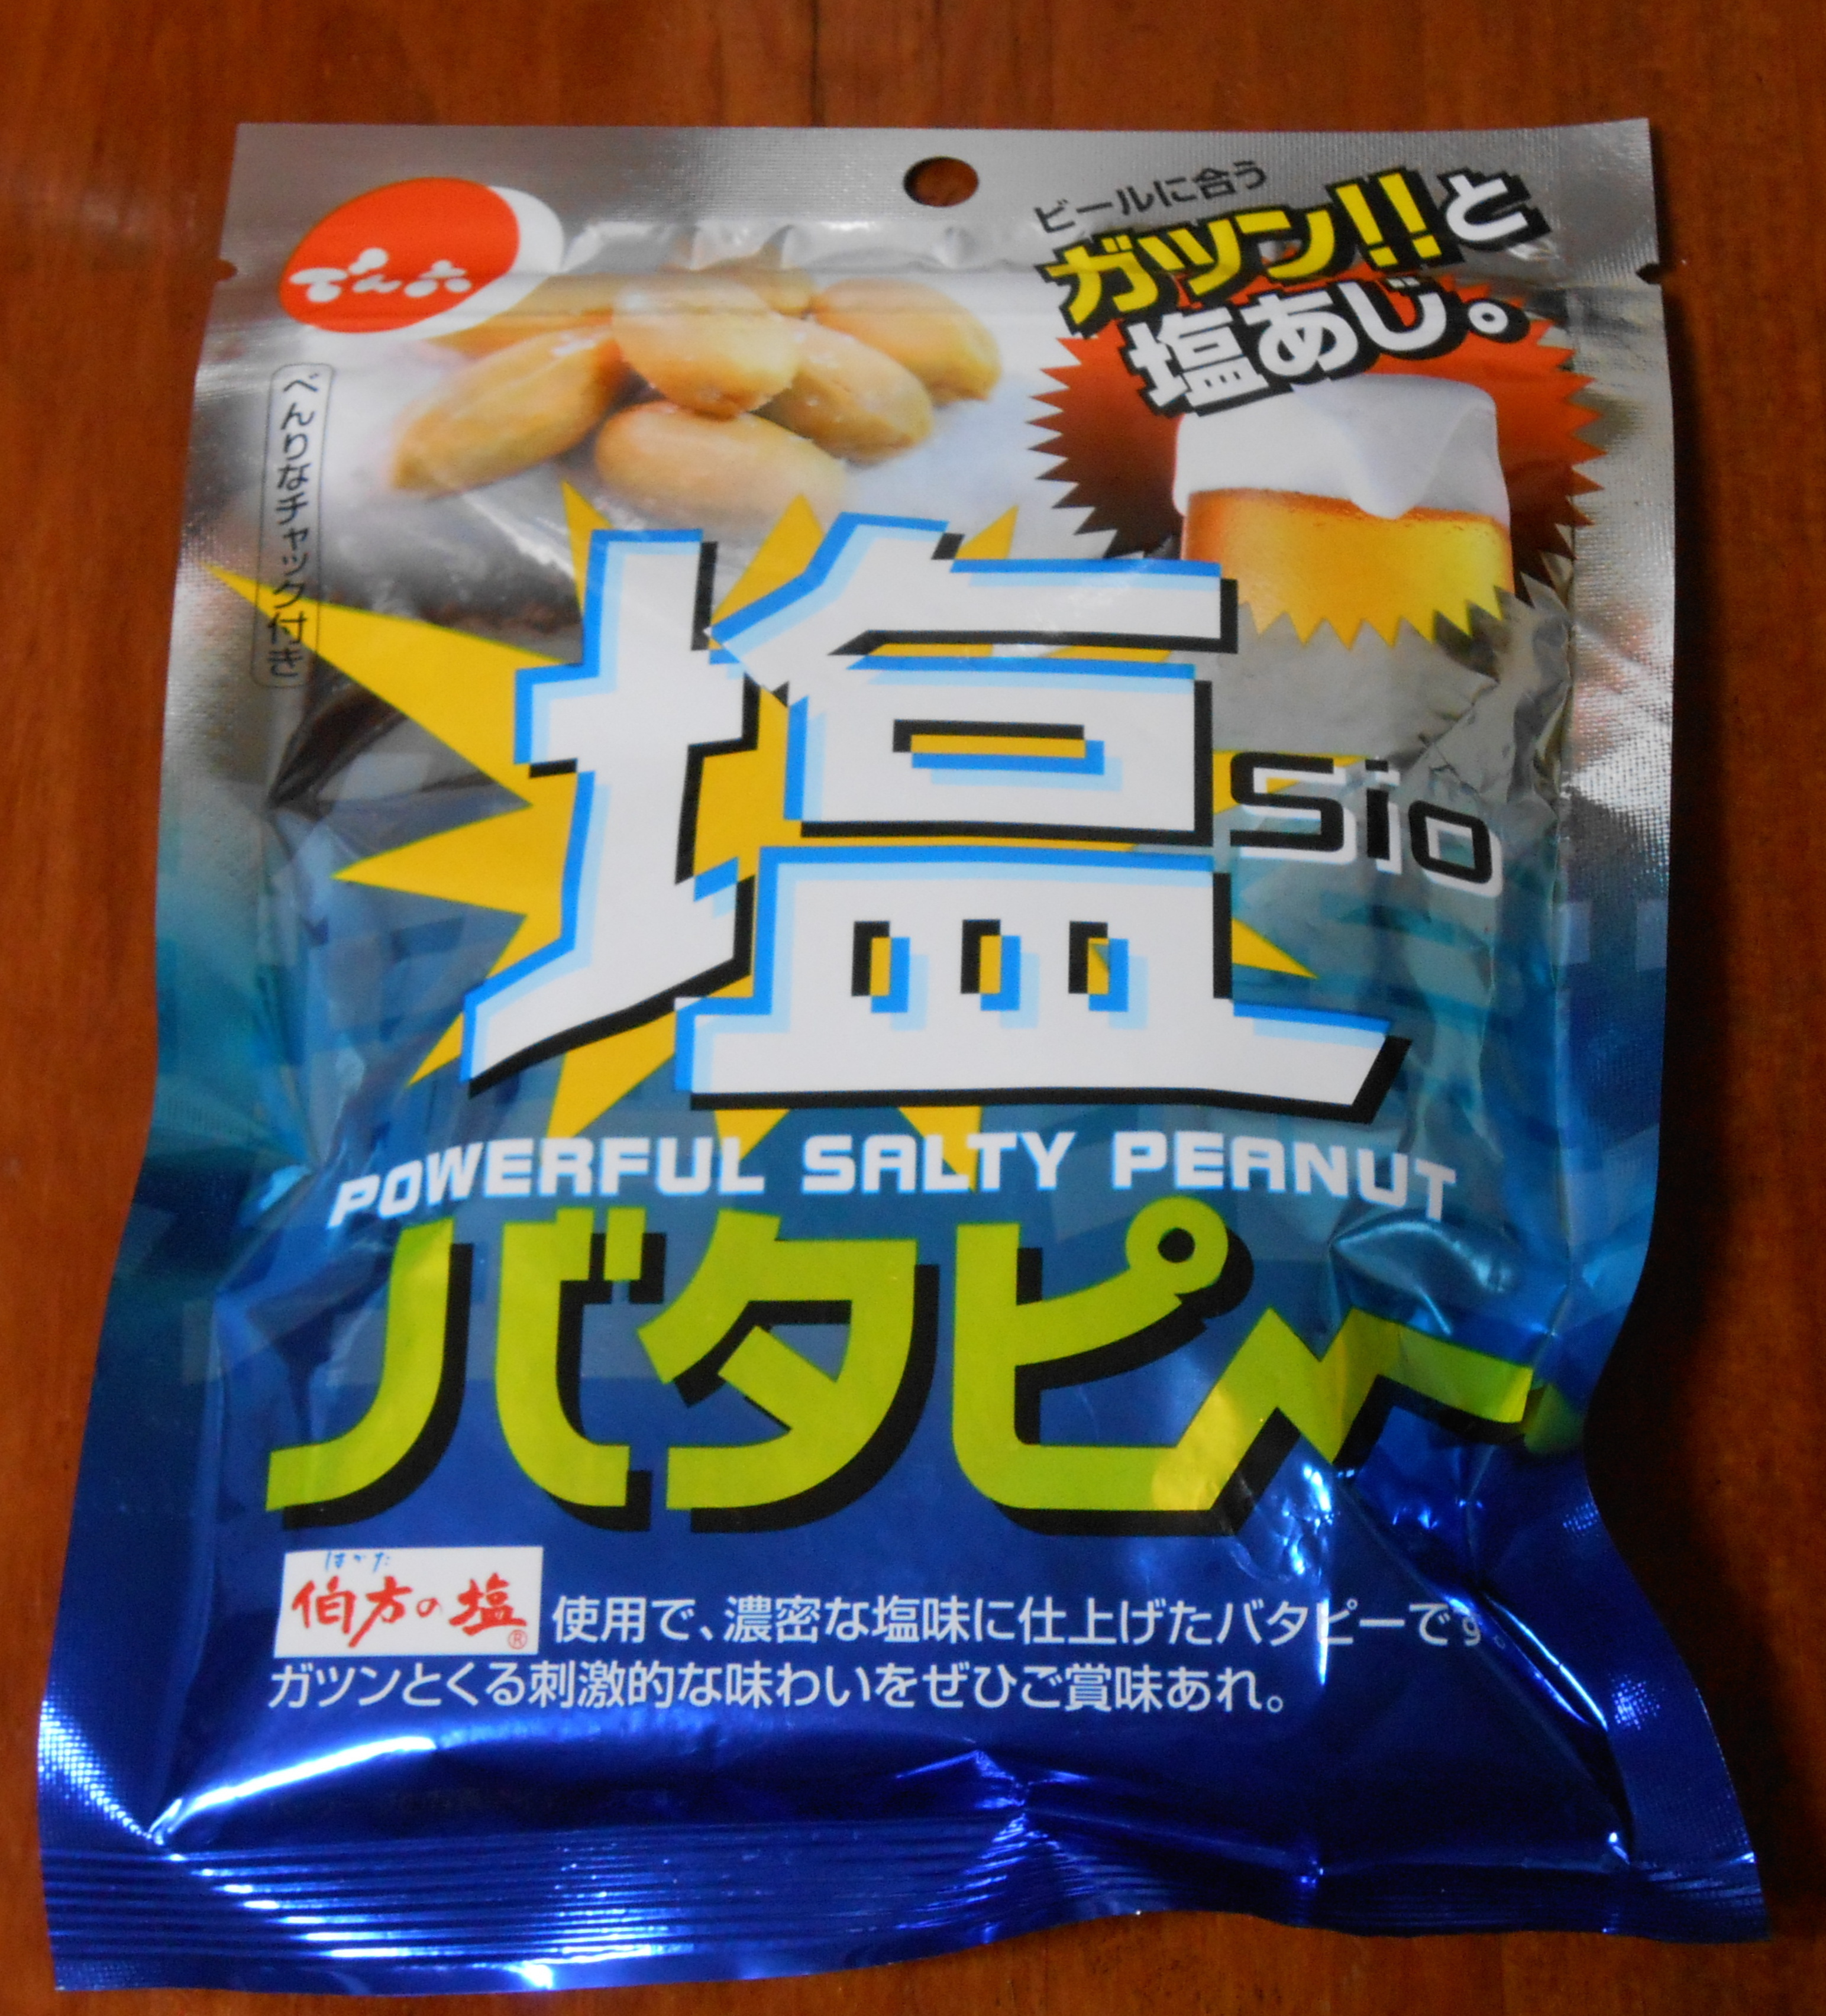 でん六
ビールに合う
ガツン!!と
塩あじ。
べんりなチャック付き
塩
Sio
POWERFUL SALTY PEANUT
バタピー
はかた
伯方の塩® 使用で、濃密な塩味に仕上げたバタピーです。
ガツンとくる刺激的な味わいをぜひご賞味あれ。